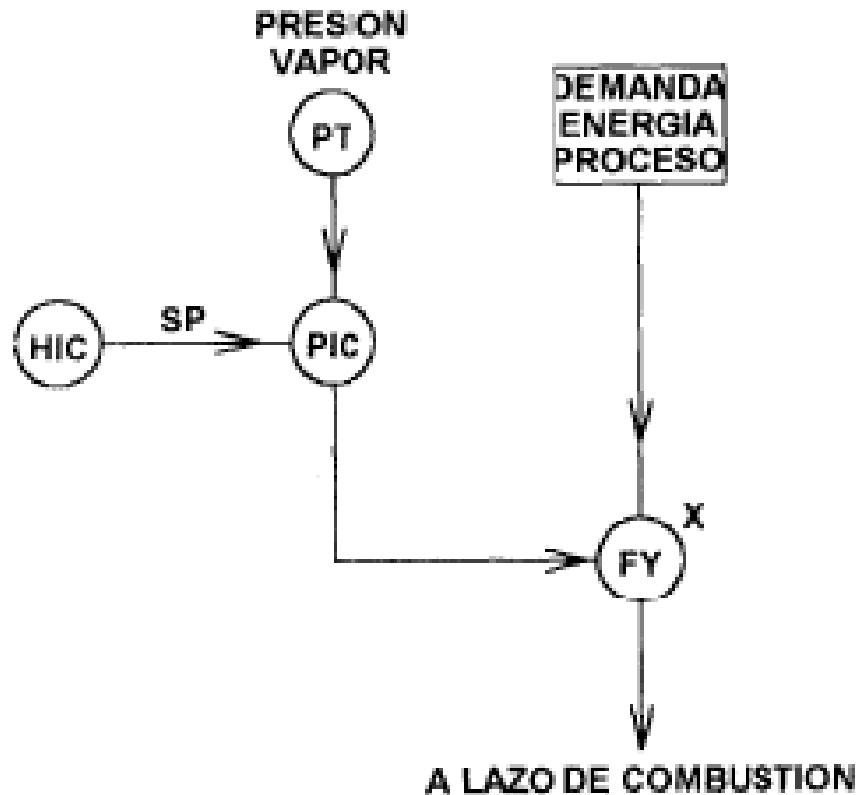 PRESION
VAPOR
PT
DEMANDA
ENERGIA
PROCESO
HIC
SP
PIC
X
FY
A LAZO DE COMBUSTION